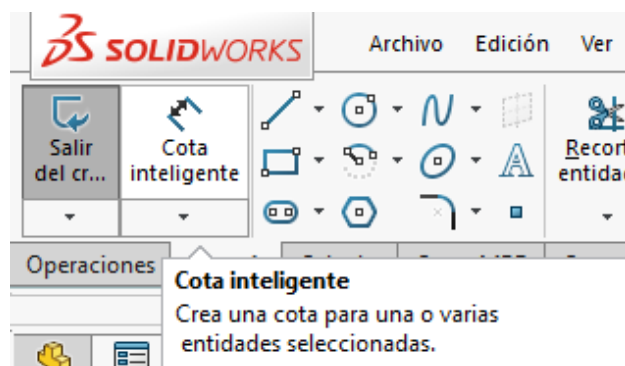 SOLIDWORKS
Archivo Edición Ver
Salir
del cr...
Cota
inteligente
Recort
entidad
Operaciones
Cota inteligente
Crea una cota para una o varias
entidades seleccionadas.